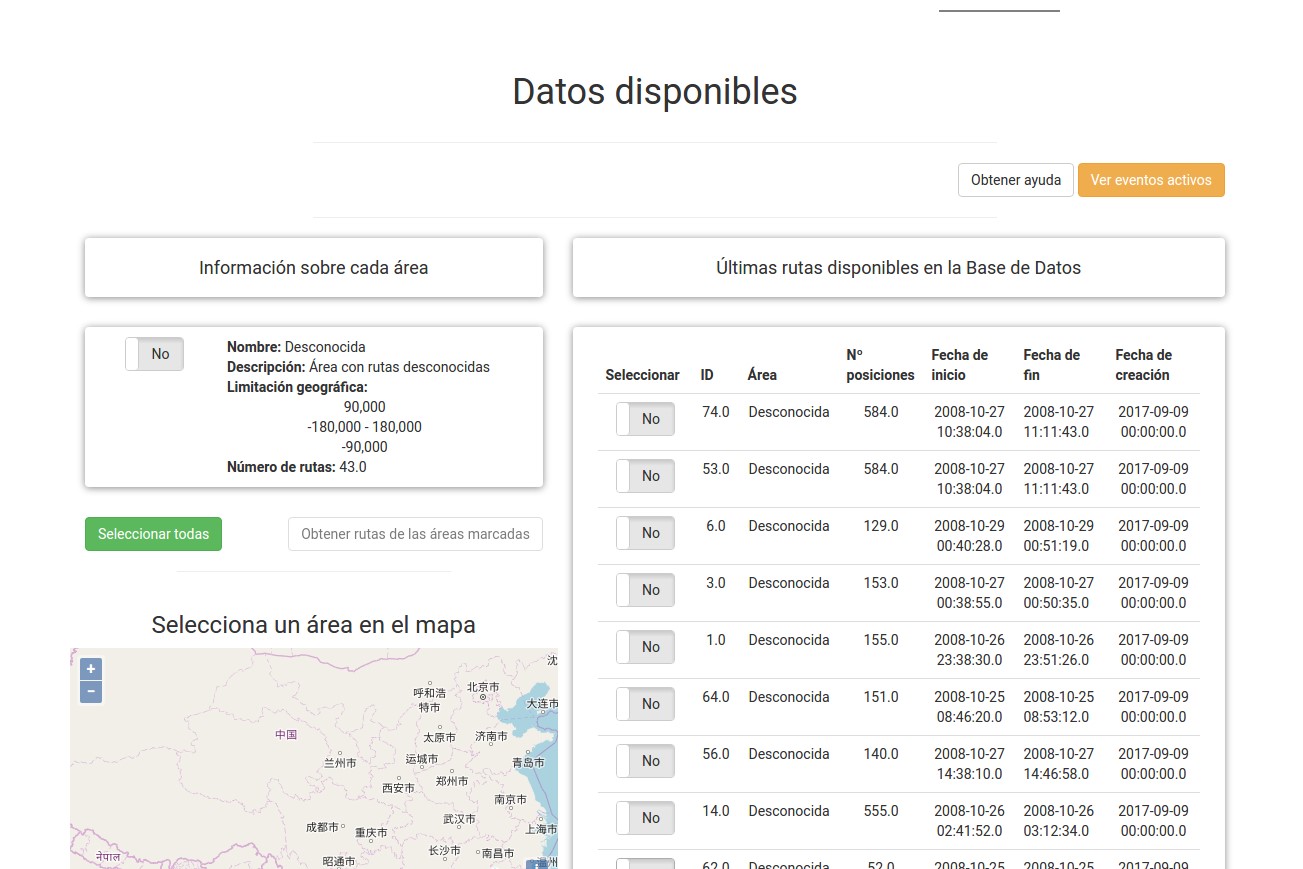 Datos disponibles
Obtener ayuda
Ver eventos activos
Información sobre cada área
Últimas rutas disponibles en la Base de Datos
No
Nombre: Desconocida
Descripción: Área con rutas desconocidas
Limitación geográfica:
90,000
-180,000 - 180,000
-90,000
Número de rutas: 43.0
Seleccionar todas
Obtener rutas de las áreas marcadas
Selecciona un área en el mapa
+
−
沈
呼和浩
特市
北京市
大连市
中国
太原市
济南市
兰州市
运城市
青岛市
西安市
郑州市
南京市
成都市
重庆市
武汉市
上海市
नेपाल
昭通市
长沙市
南昌市
温州
Seleccionar ID Área Nº posiciones Fecha de inicio Fecha de fin Fecha de creación
No 74.0 Desconocida 584.0 2008-10-27 2008-10-27 2017-09-09
10:38:04.0 11:11:43.0 00:00:00.0
No 53.0 Desconocida 584.0 2008-10-27 2008-10-27 2017-09-09
10:38:04.0 11:11:43.0 00:00:00.0
No 6.0 Desconocida 129.0 2008-10-29 2008-10-29 2017-09-09
00:40:28.0 00:51:19.0 00:00:00.0
No 3.0 Desconocida 153.0 2008-10-27 2008-10-27 2017-09-09
00:38:55.0 00:50:35.0 00:00:00.0
No 1.0 Desconocida 155.0 2008-10-26 2008-10-26 2017-09-09
23:38:30.0 23:51:26.0 00:00:00.0
No 64.0 Desconocida 151.0 2008-10-25 2008-10-25 2017-09-09
08:46:20.0 08:53:12.0 00:00:00.0
No 56.0 Desconocida 140.0 2008-10-27 2008-10-27 2017-09-09
14:38:10.0 14:46:58.0 00:00:00.0
No 14.0 Desconocida 555.0 2008-10-26 2008-10-26 2017-09-09
02:41:52.0 03:12:34.0 00:00:00.0
62.0 Desconocida 52.0 2008-10-25 2008-10-25 2017-09-09